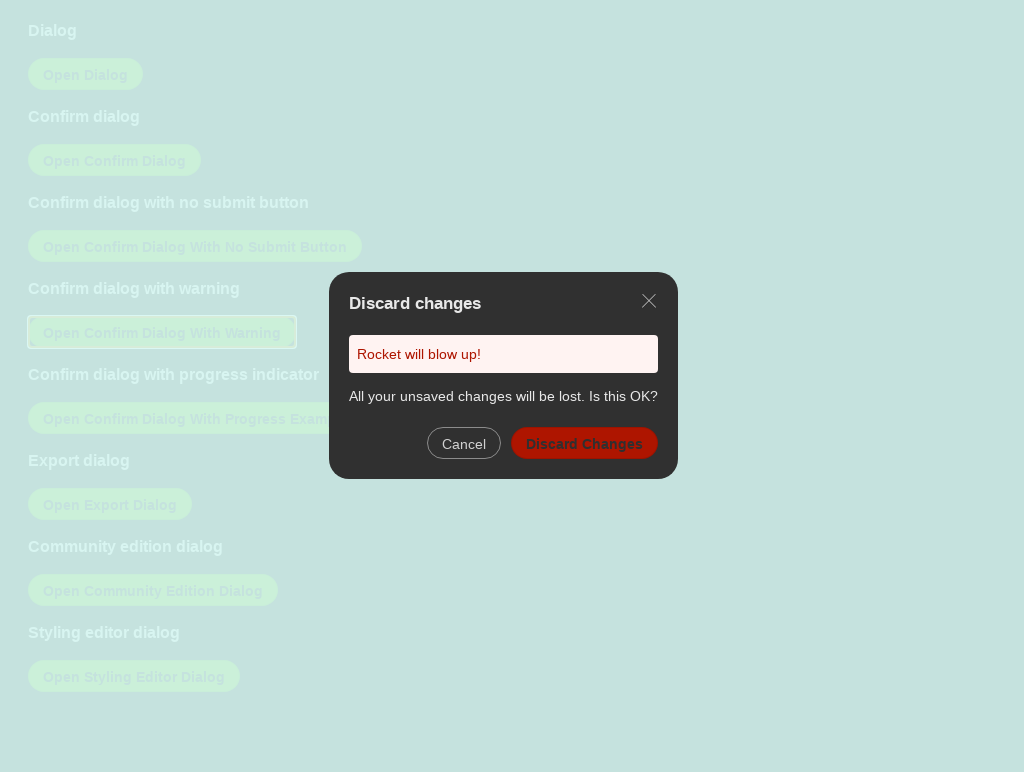 Dialog
Open Dialog
Confirm dialog
Open Confirm Dialog
Confirm dialog with no submit button
Open Confirm Dialog With No Submit Button
Confirm dialog with warning
Open Confirm Dialog With Warning
Confirm dialog with progress indicator
Open Confirm Dialog With Progress Exam
Export dialog
Open Export Dialog
Community edition dialog
Open Community Edition Dialog
Styling editor dialog
Open Styling Editor Dialog
Discard changes
Rocket will blow up!
All your unsaved changes will be lost. Is this OK?
Cancel
Discard Changes